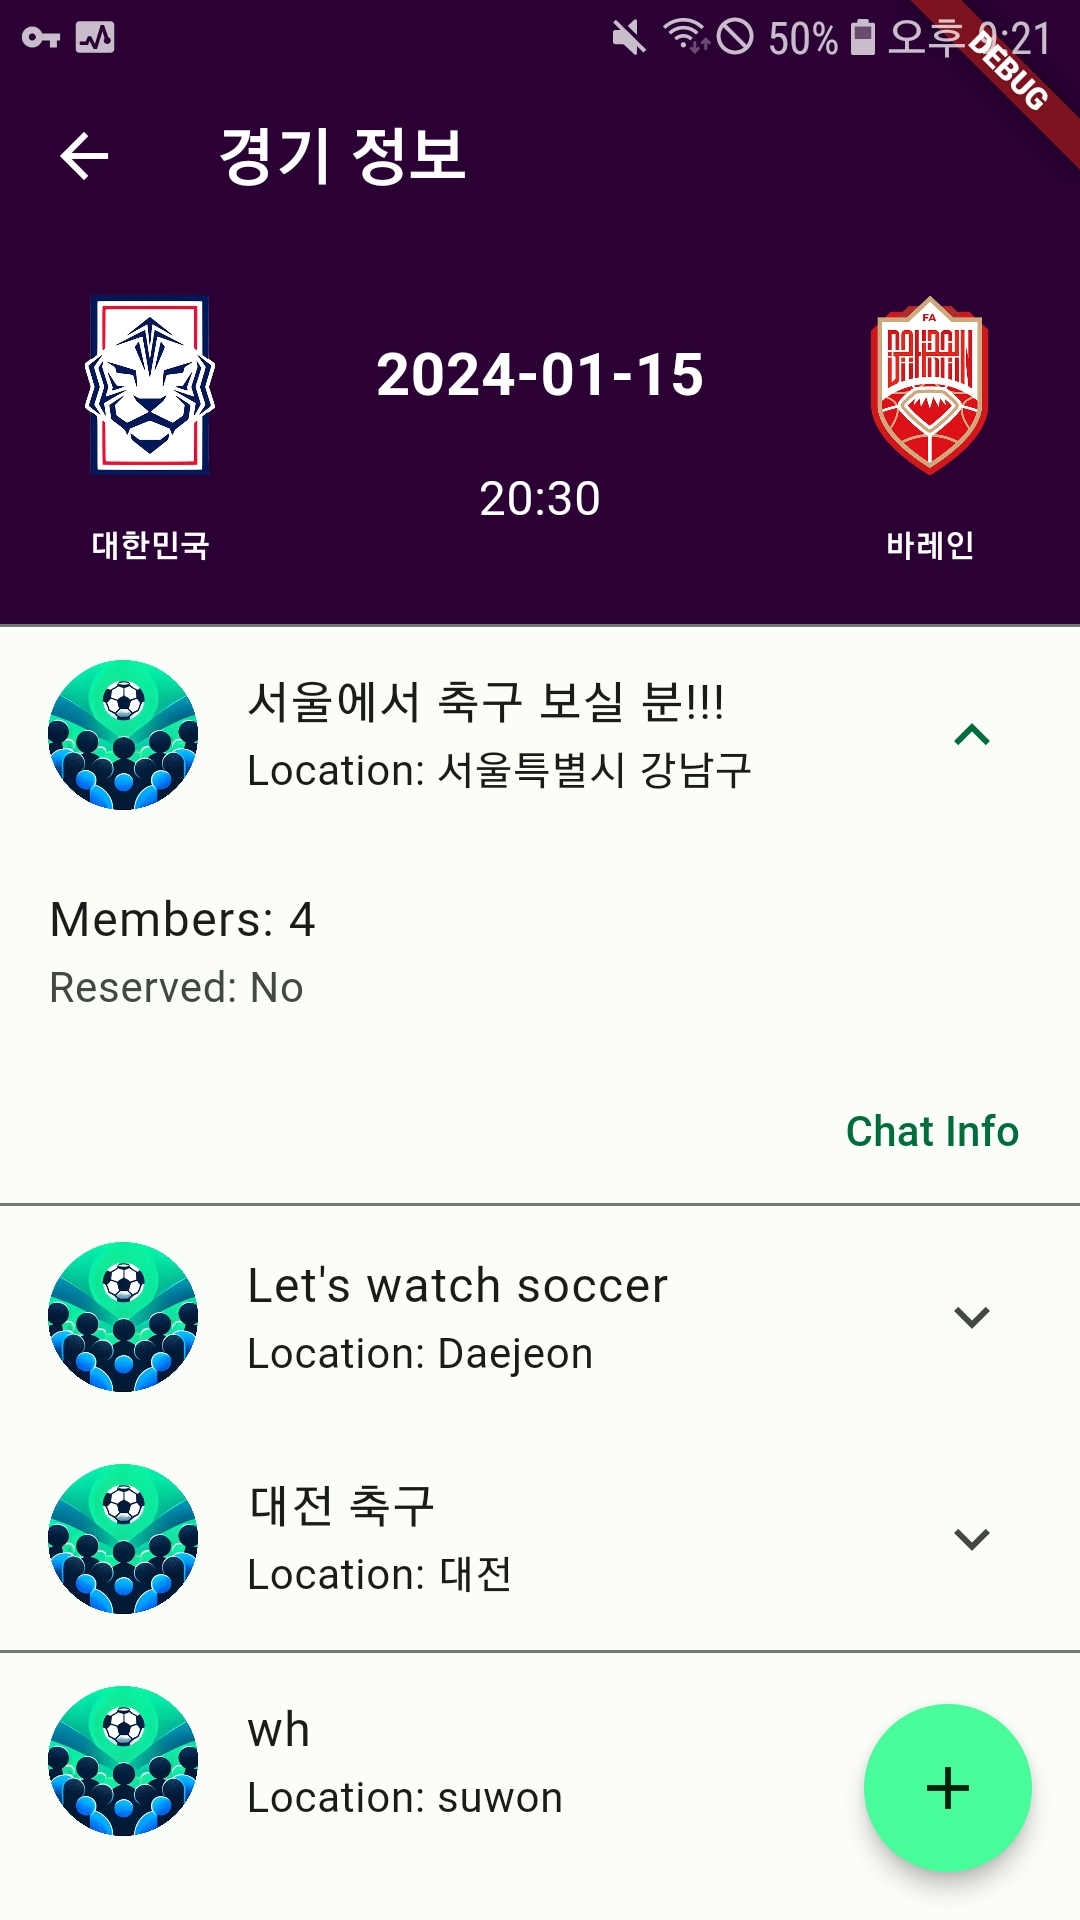 50% 오후 9:21
DEBUG
경기 정보
FA
BAHRAIN
2024-01-15
20:30
대한민국
바레인
서울에서 축구 보실 분!!!
Location: 서울특별시 강남구
Members: 4
Reserved: No
Chat Info
Let's watch soccer
Location: Daejeon
대전 축구
Location: 대전
wh
Location: suwon